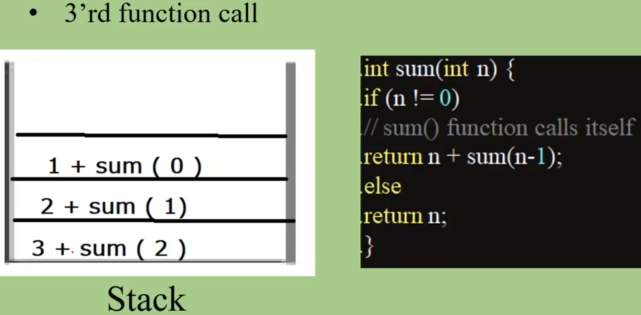 • 3’rd function call
1 + sum ( 0 )
2 + sum ( 1)
3 + sum ( 2 )
Stack
int sum(int n) {
if (n != 0)
// sum() function calls itself
return n + sum(n-1);
else
return n;
}